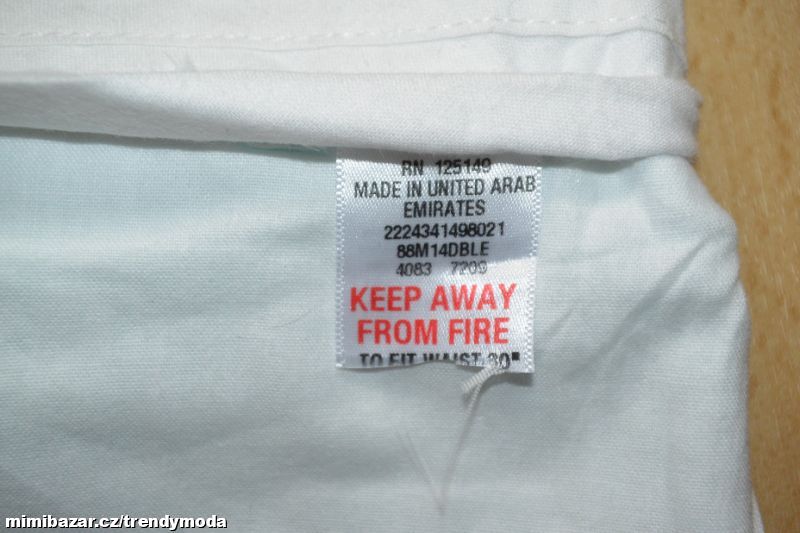 RN 125149
MADE IN UNITED ARAB
EMIRATES
2224341498021
88M14DBLE
4083 7209
KEEP AWAY
FROM FIRE
TO FIT WAIST 30"
mimibazar.cz/trendymoda